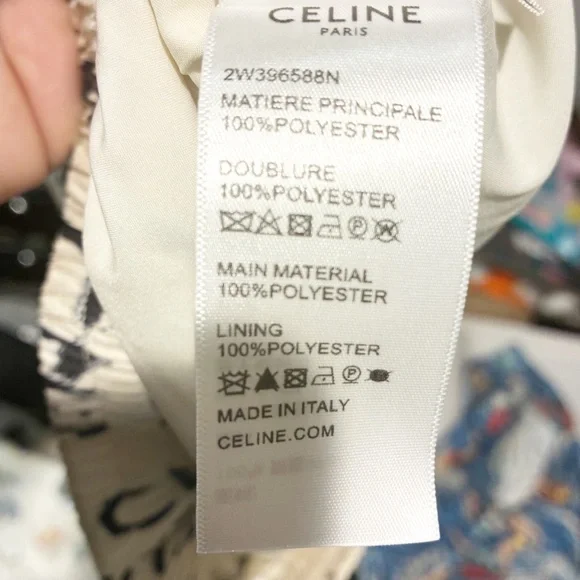 CELINE
PARIS
2W396588N
MATIERE PRINCIPALE
100%POLYESTER
DOUBLURE
100%POLYESTER
MAIN MATERIAL
100%POLYESTER
LINING
100%POLYESTER
MADE IN ITALY
CELINE.COM